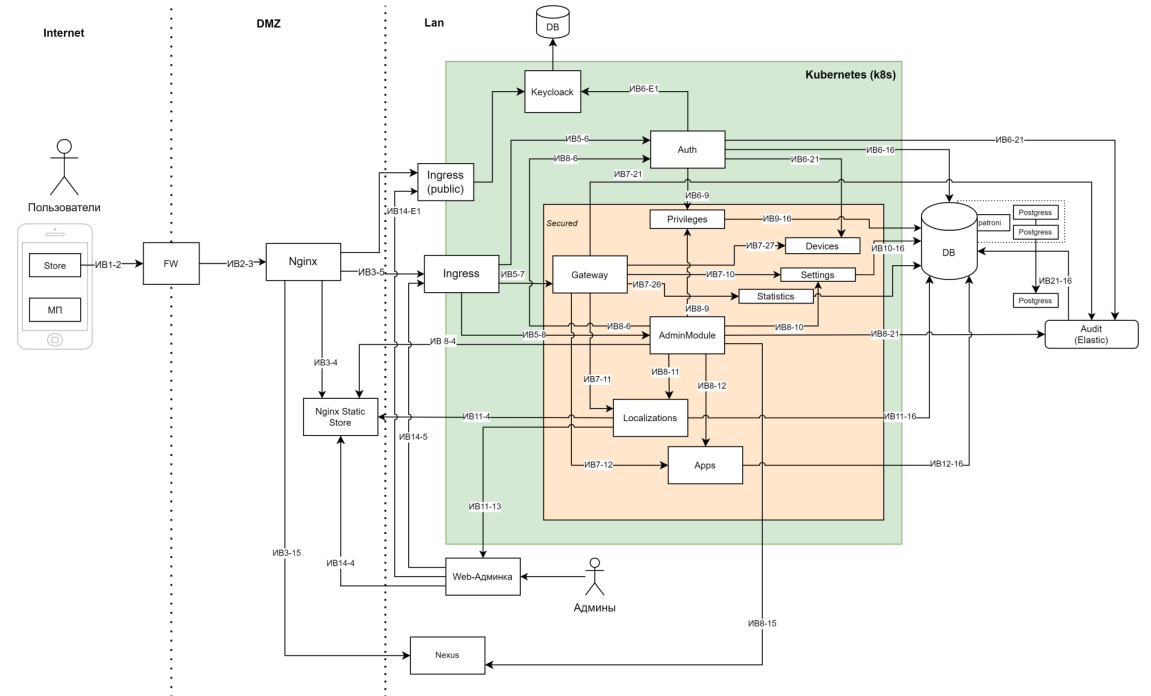 Internet
DMZ
Lan
DB
Kubernetes (k8s)
Keycloack
ИВ6-E1
Пользователи
Store
МП
ИВ1-2
FW
ИВ2-3
Nginx
ИВ3-5
Ingress
(public)
ИВ14-E1
Ingress
ИВ5-6
ИВ8-6
ИВ5-7
Auth
ИВ6-21
ИВ6-16
ИВ6-21
ИВ7-21
ИВ6-9
Secured
Privileges
ИВ9-16
ИВ10-16
Gateway
ИВ7-27
Devices
ИВ7-10
Settings
ИВ7-26
Statistics
DB
patroni
Postgress
Postgress
Postgress
ИВ21-16
Audit
(Elastic)
ИВ8-9
ИВ8-6
ИВ5-8
AdminModule
ИВ8-10
ИВ8-21
ИВ 8-4
ИВ3-4
ИВ7-11
ИВ8-11
ИВ8-12
Nginx Static
Store
ИВ11-4
Localizations
ИВ11-16
ИВ14-5
ИВ7-12
Apps
ИВ12-16
ИВ11-13
ИВ3-15
ИВ14-4
Web-Админка
Админы
ИВ8-15
Nexus